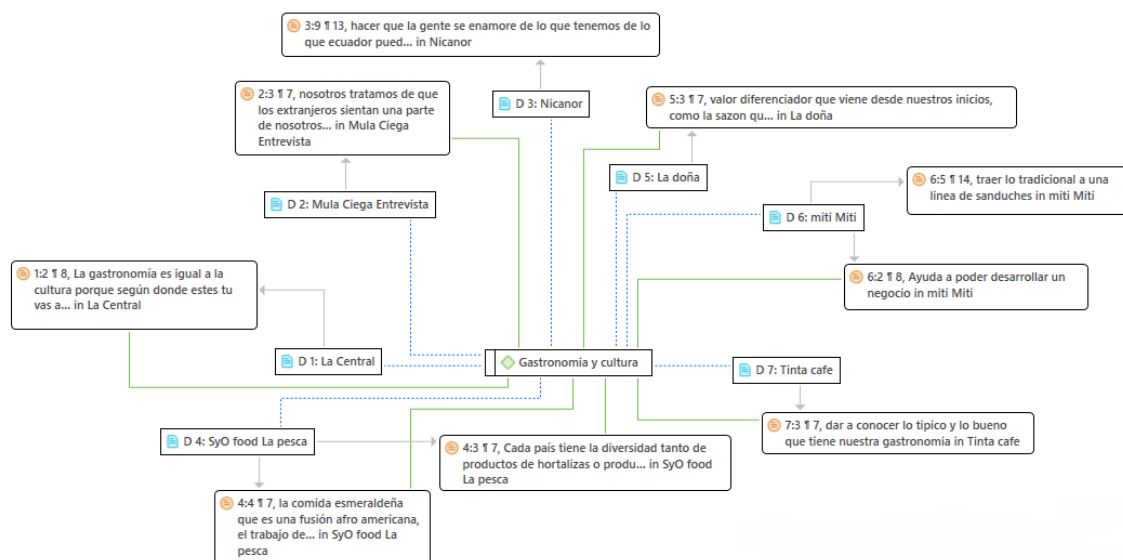 3:9 ¶ 13, hacer que la gente se enamore de lo que tenemos de lo
que ecuador pued... in Nicanor
2:3 ¶ 7, nosotros tratamos de que
los extranjeros sientan una parte
de nosotros... in Mula Ciega
Entrevista
D 3: Nicanor
5:3 ¶ 7, valor diferenciador que viene desde nuestros inicios,
como la sazon qu... in La doña
D 5: La doña
D 2: Mula Ciega Entrevista
6:5 ¶ 14, traer lo tradicional a una
linea de sanduches in miti Miti
D 6: miti Miti
1:2 ¶ 8, La gastronomía es igual a la
cultura porque según donde estes tu
vas a... in La Central
6:2 ¶ 8, Ayuda a poder desarrollar un
negocio in miti Miti
D 1: La Central
Gastronomia y cultura
D 7: Tinta cafe
D 4: SyO food La pesca
4:3 ¶ 7, Cada país tiene la diversidad tanto de
productos de hortalizas o produ... in SyO food
La pesca
7:3 ¶ 7, dar a conocer lo tipico y lo bueno
que tiene nuestra gastronomia in Tinta cafe
4:4 ¶ 7, la comida esmeraldeña
que es una fusión afro americana,
el trabajo de... in SyO food La
pesca